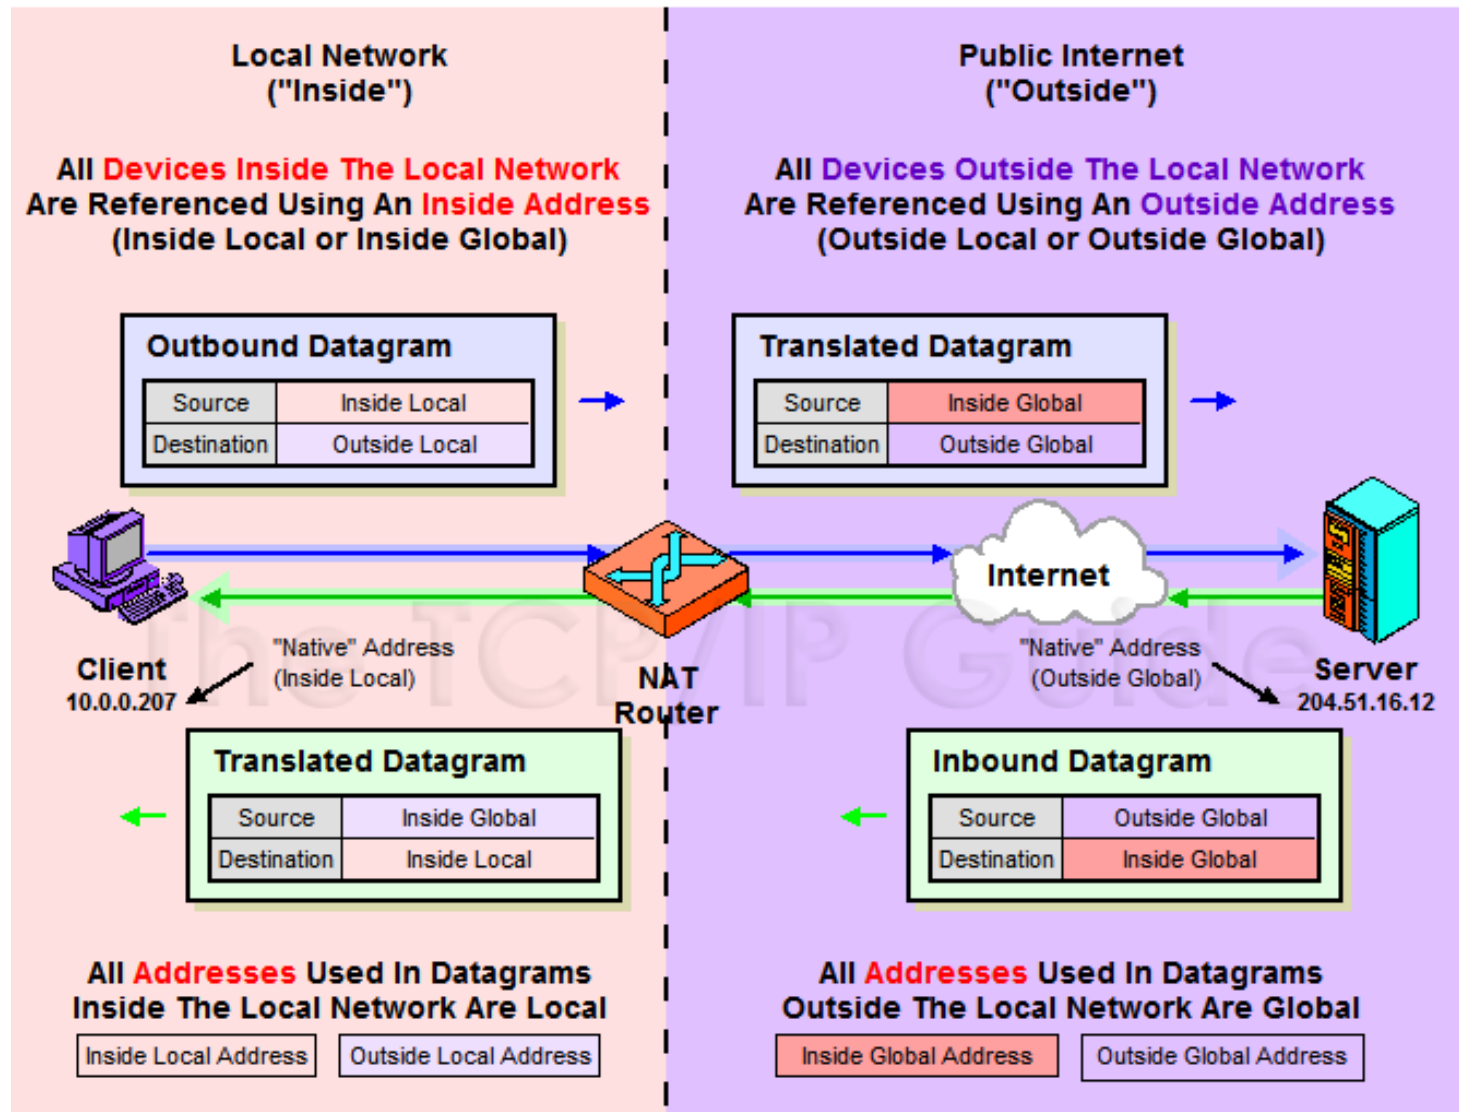 Local Network
("Inside")
All Devices Inside The Local Network
Are Referenced Using An Inside Address
(Inside Local or Inside Global)
Public Internet
("Outside")
All Devices Outside The Local Network
Are Referenced Using An Outside Address
(Outside Local or Outside Global)
Outbound Datagram
Source Inside Local
Destination Outside Local
Translated Datagram
Source Inside Global
Destination Outside Global
Internet
The TCP/IP Guide
"Native" Address
(Inside Local)
Client
10.0.0.207
NAT
Router
"Native" Address
(Outside Global)
Server
204.51.16.12
Translated Datagram
Source Inside Global
Destination Inside Local
Inbound Datagram
Source Outside Global
Destination Inside Global
All Addresses Used In Datagrams
Inside The Local Network Are Local
Inside Local Address Outside Local Address
All Addresses Used In Datagrams
Outside The Local Network Are Global
Inside Global Address Outside Global Address